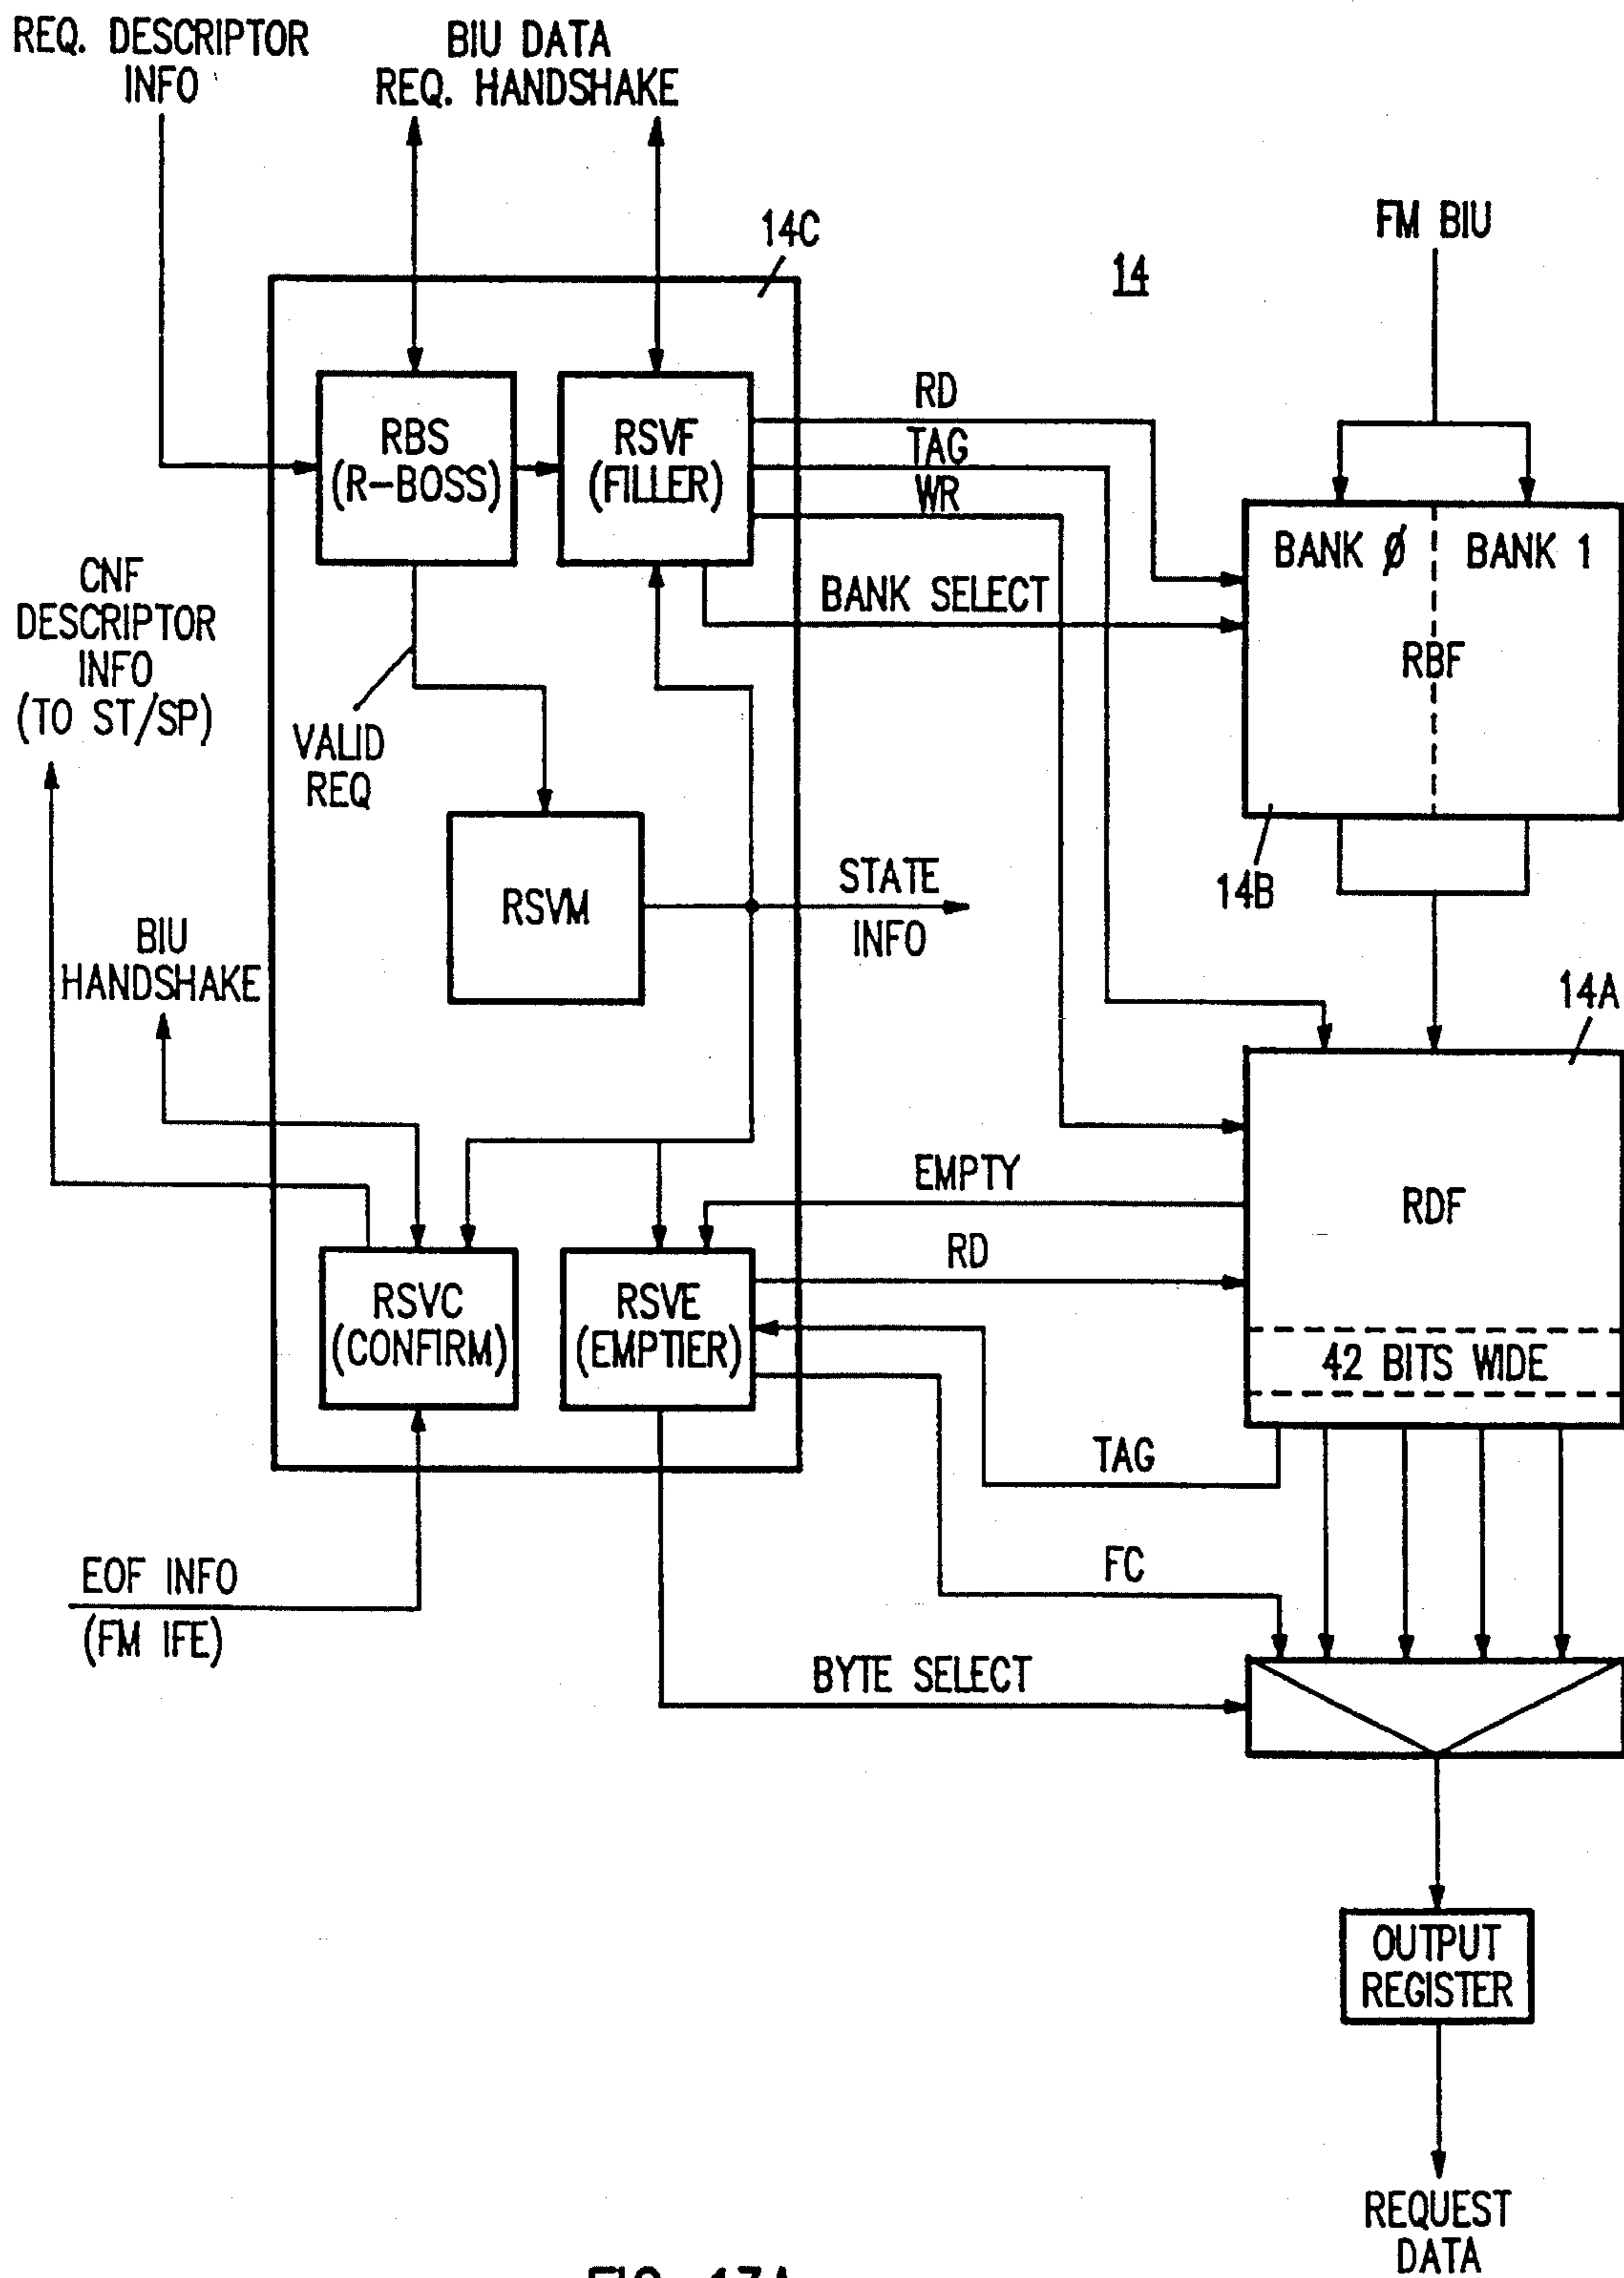 REQ. DESCRIPTOR
INFO
BIU DATA
REQ. HANDSHAKE
14C
14
FM BIU
RBS
(R-BOSS)
RSVF
(FILLER)
RD
TAG
WR
BANK SELECT
BANK Ø
BANK 1
RBF
14B
CNF
DESCRIPTOR
INFO
(TO ST/SP)
VALID
REQ
RSVM
STATE
INFO
BIU
HANDSHAKE
14A
RDF
42 BITS WIDE
EMPTY
RD
RSVC
(CONFIRM)
RSVE
(EMPTIER)
TAG
FC
EOF INFO
(FM IFE)
BYTE SELECT
OUTPUT
REGISTER
REQUEST
DATA